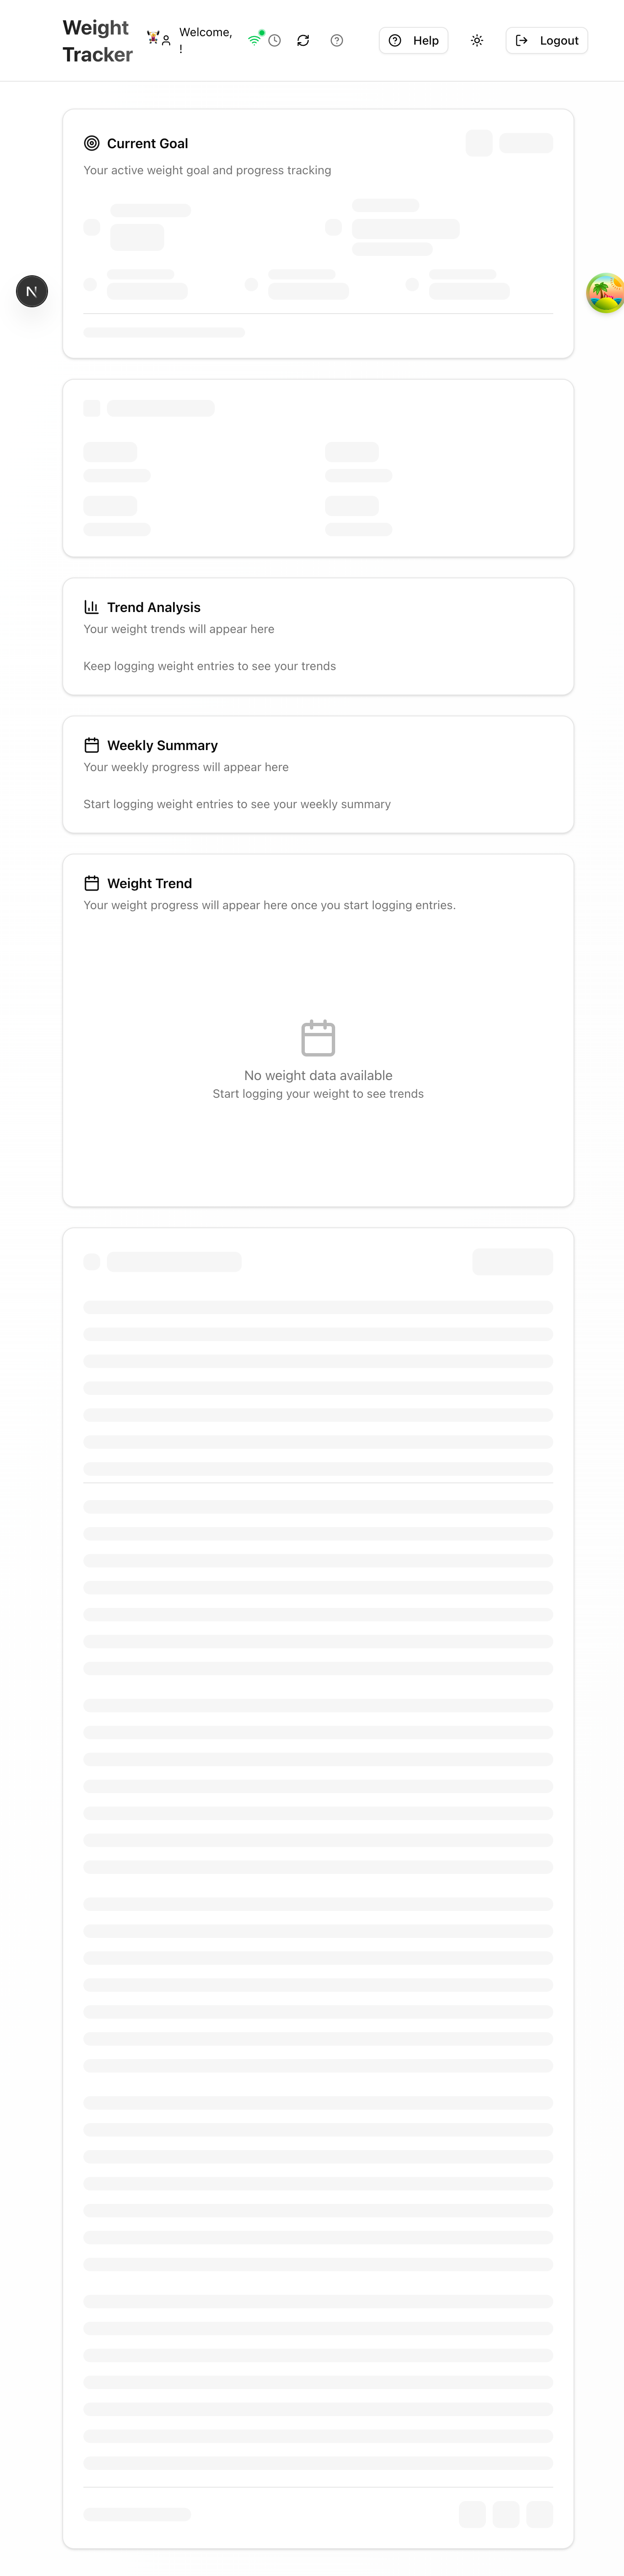 Weight
Tracker
Welcome,
!
Help
Logout
Current Goal
Your active weight goal and progress tracking
N
Trend Analysis
Your weight trends will appear here
Keep logging weight entries to see your trends
Weekly Summary
Your weekly progress will appear here
Start logging weight entries to see your weekly summary
Weight Trend
Your weight progress will appear here once you start logging entries.
No weight data available
Start logging your weight to see trends